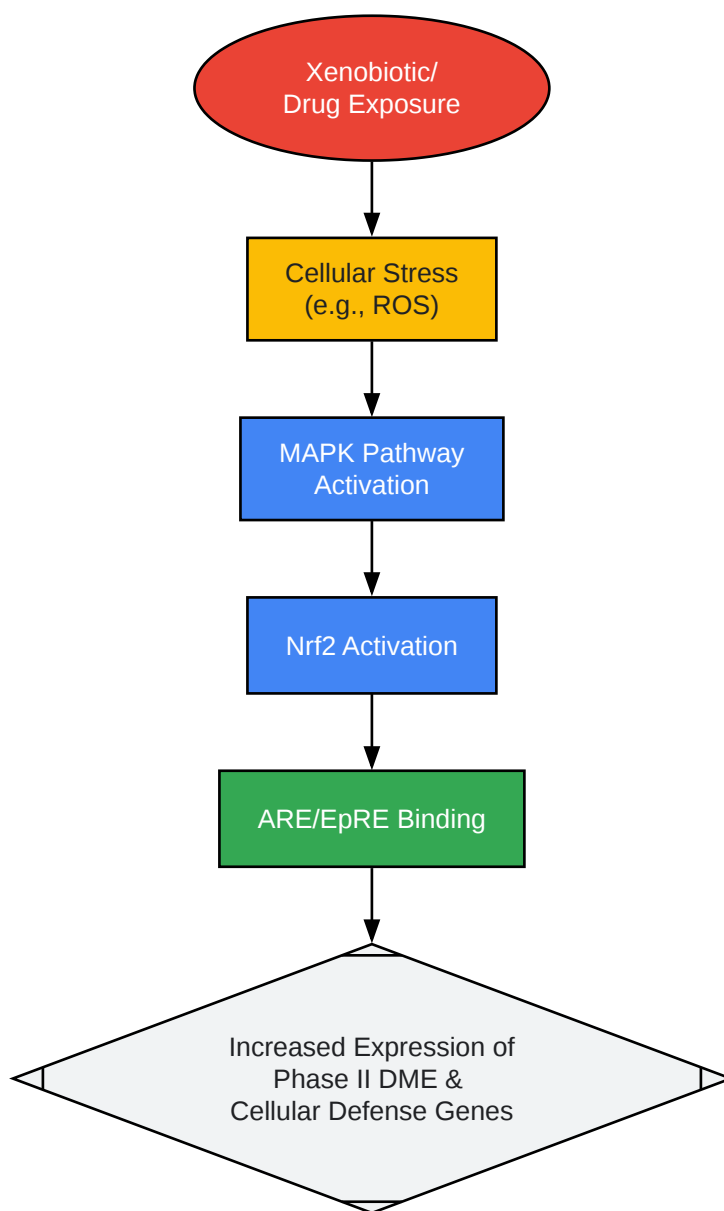 Xenobiotic/
Drug Exposure
Cellular Stress
(e.g., ROS)
MAPK Pathway
Activation
Nrf2 Activation
ARE/EpRE Binding
Increased Expression of
Phase II DME &
Cellular Defense Genes